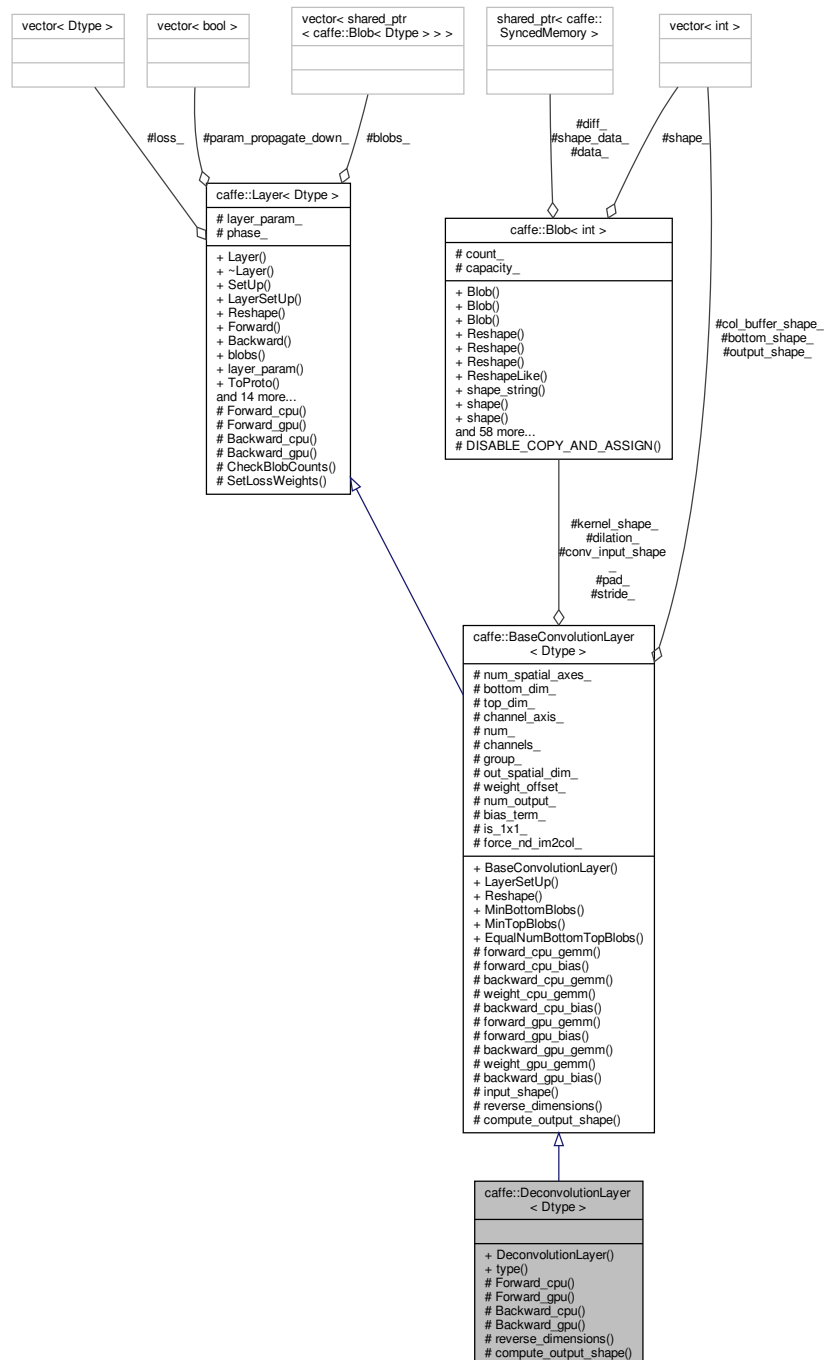 vector< Dtype >
vector< bool >
vector< shared_ptr
< caffe::Blob< Dtype > > >
shared_ptr< caffe::
SyncedMemory >
vector< int >
#loss_
#param_propagate_down_
#blobs_
#diff_
#shape_data_
#data_
#shape_
caffe::Layer< Dtype >
# layer_param_
# phase_
+ Layer()
+ ~Layer()
+ SetUp()
+ LayerSetUp()
+ Reshape()
+ Forward()
+ Backward()
+ blobs()
+ layer_param()
+ ToProto()
and 14 more...
# Forward_cpu()
# Forward_gpu()
# Backward_cpu()
# Backward_gpu()
# CheckBlobCounts()
# SetLossWeights()
caffe::Blob< int >
# count_
# capacity_
+ Blob()
+ Blob()
+ Blob()
+ Reshape()
+ Reshape()
+ Reshape()
+ ReshapeLike()
+ shape_string()
+ shape()
+ shape()
and 58 more...
# DISABLE_COPY_AND_ASSIGN()
#col_buffer_shape_
#bottom_shape_
#output_shape_
#kernel_shape_
#dilation_
#conv_input_shape
_
#pad_
#stride_
caffe::BaseConvolutionLayer
< Dtype >
# num_spatial_axes_
# bottom_dim_
# top_dim_
# channel_axis_
# num_
# channels_
# group_
# out_spatial_dim_
# weight_offset_
# num_output_
# bias_term_
# is_1x1_
# force_nd_im2col_
+ BaseConvolutionLayer()
+ LayerSetUp()
+ Reshape()
+ MinBottomBlobs()
+ MinTopBlobs()
+ EqualNumBottomTopBlobs()
# forward_cpu_gemm()
# forward_cpu_bias()
# backward_cpu_gemm()
# weight_cpu_gemm()
# backward_cpu_bias()
# forward_gpu_gemm()
# forward_gpu_bias()
# backward_gpu_gemm()
# weight_gpu_gemm()
# backward_gpu_bias()
# input_shape()
# reverse_dimensions()
# compute_output_shape()
caffe::DeconvolutionLayer
< Dtype >
+ DeconvolutionLayer()
+ type()
# Forward_cpu()
# Forward_gpu()
# Backward_cpu()
# Backward_gpu()
# reverse_dimensions()
# compute_output_shape()